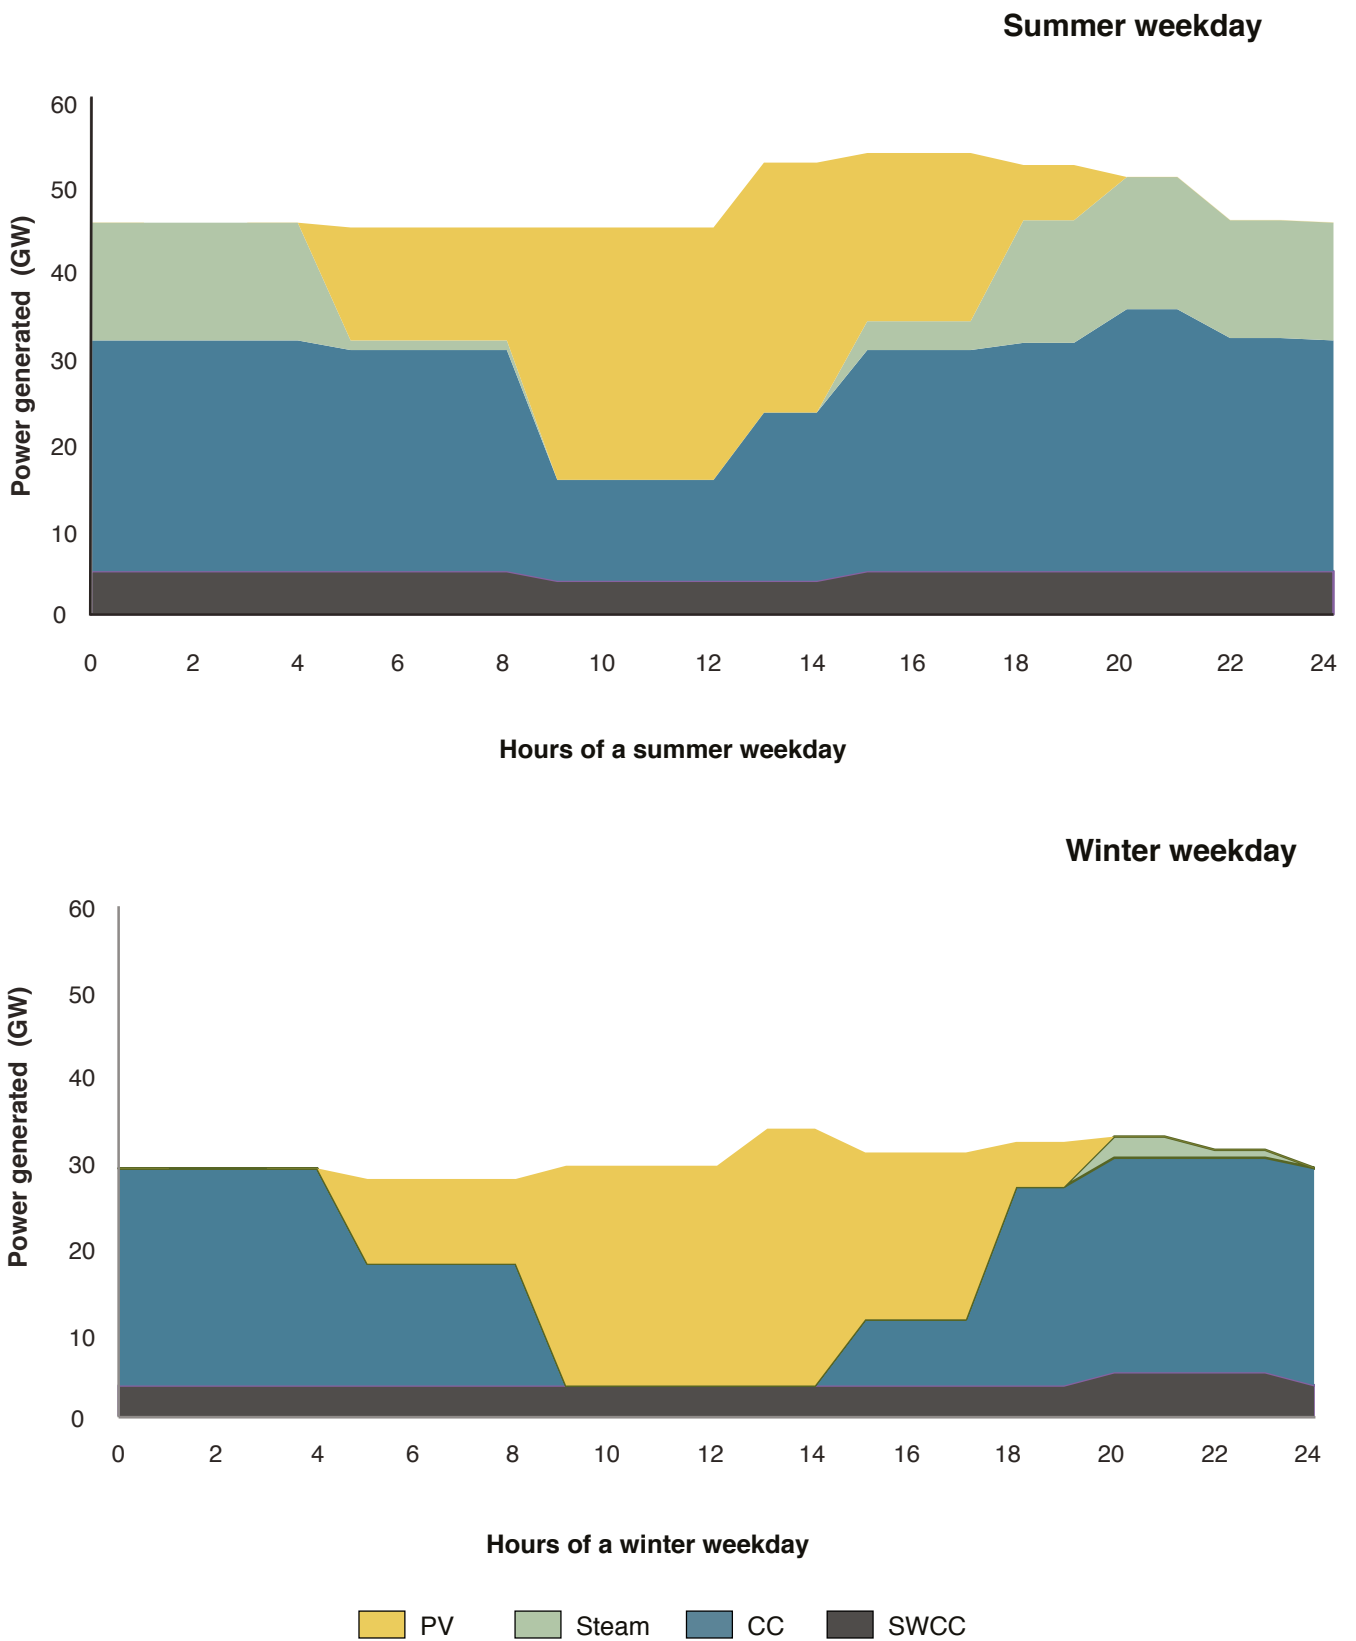 Summer weekday
60
50
40
30
20
10
0
Power generated (GW)
0 2 4 6 8 10 12 14 16 18 20 22 24
Hours of a summer weekday
Winter weekday
60
50
40
30
20
10
0
Power generated (GW)
0 2 4 6 8 10 12 14 16 18 20 22 24
Hours of a winter weekday
PV Steam CC SWCC